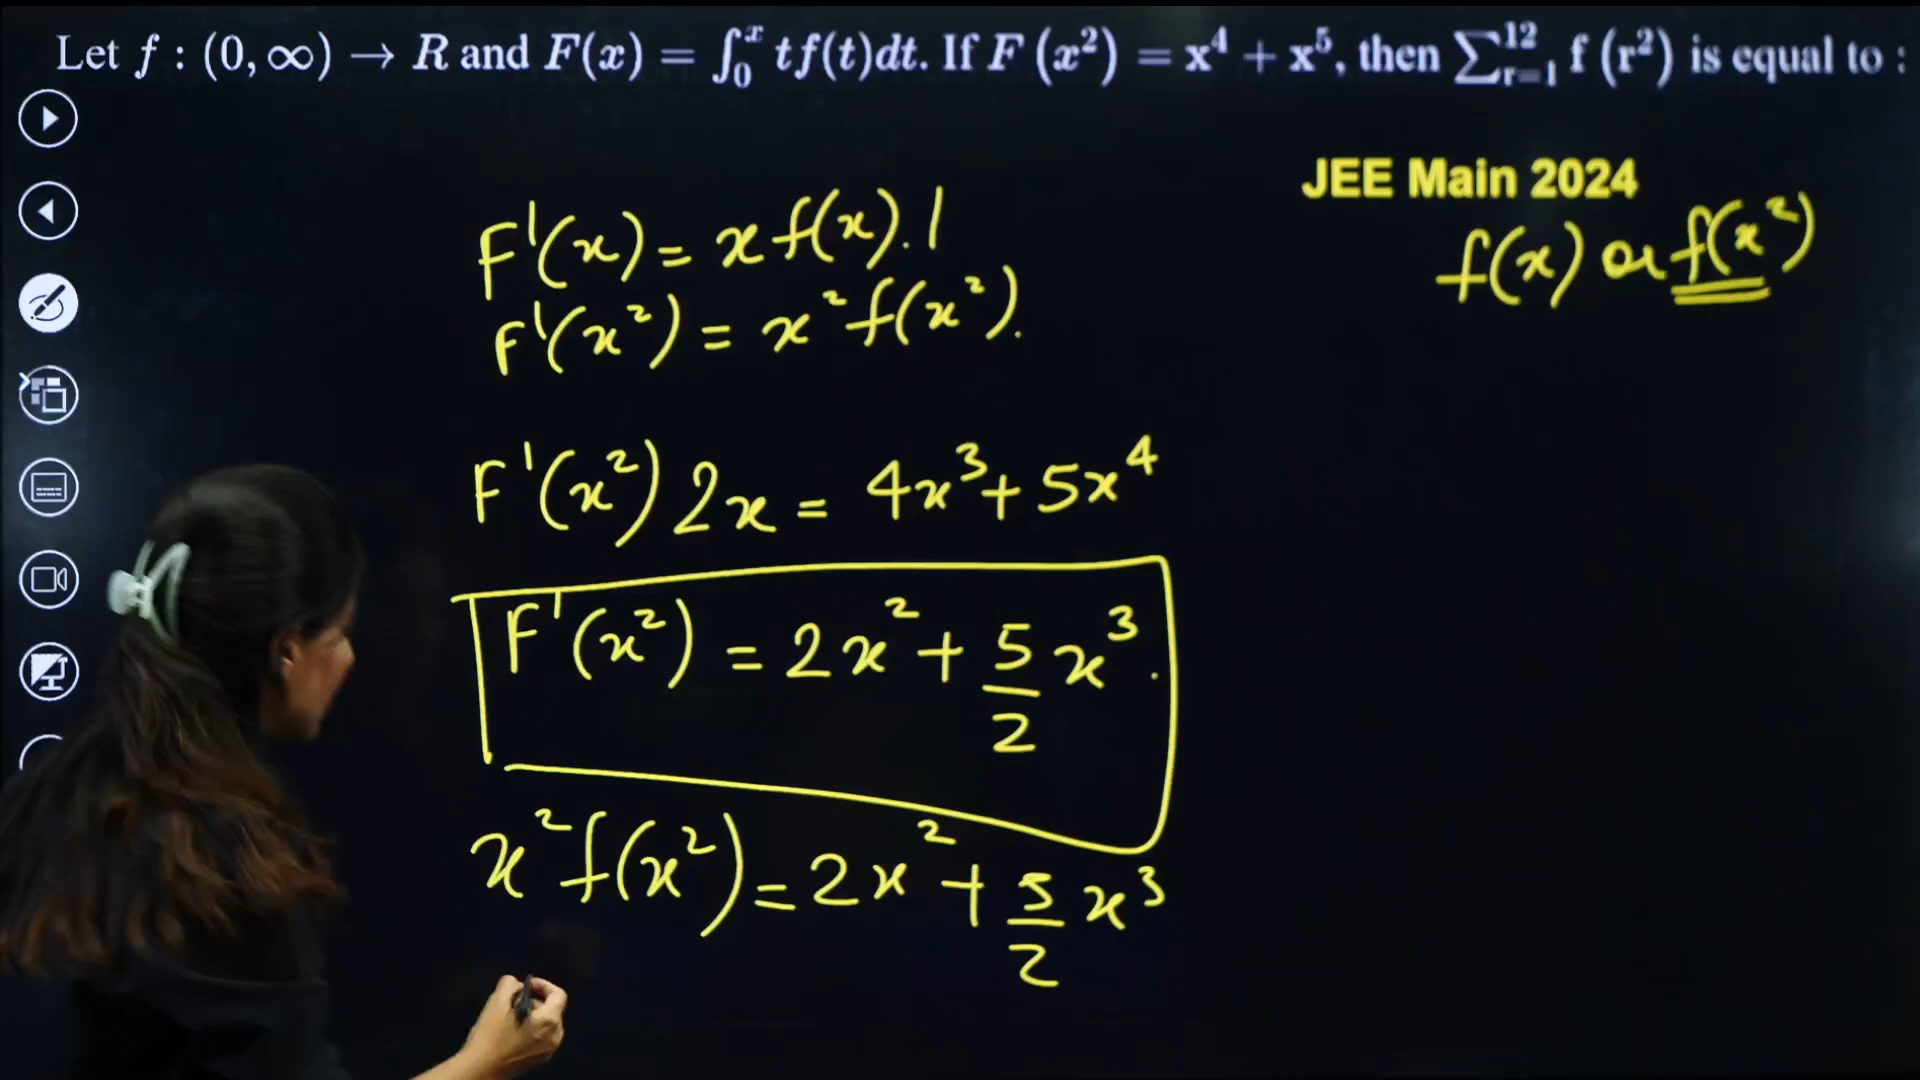 Let f : (0, ∞) → R and F(x) = ∫₀ˣ tf(t)dt. If F (x²) = x⁴ + x⁵, then ∑ᵣ₌₁¹² f (r²) is equal to :
JEE Main 2024
f(x) or f(x²)
F'(x) = x f(x). 1
F'(x²) = x² f(x²).
F'(x²) 2x = 4x³ + 5x⁴
F'(x²) = 2x² + 5/2 x³.
x² f(x²) = 2x² + 5/2 x³